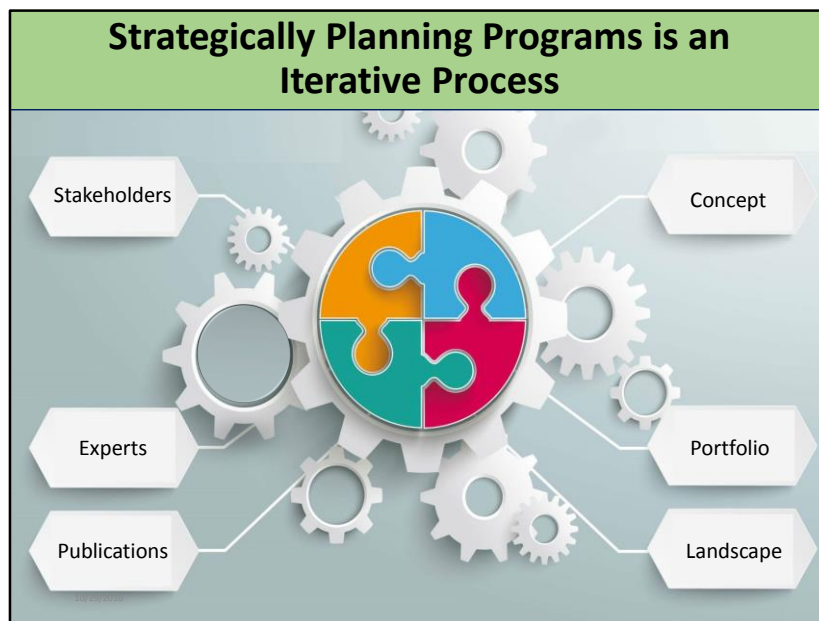 Strategically Planning Programs is an
Iterative Process
Stakeholders
Concept
Experts
Portfolio
Publications
Landscape